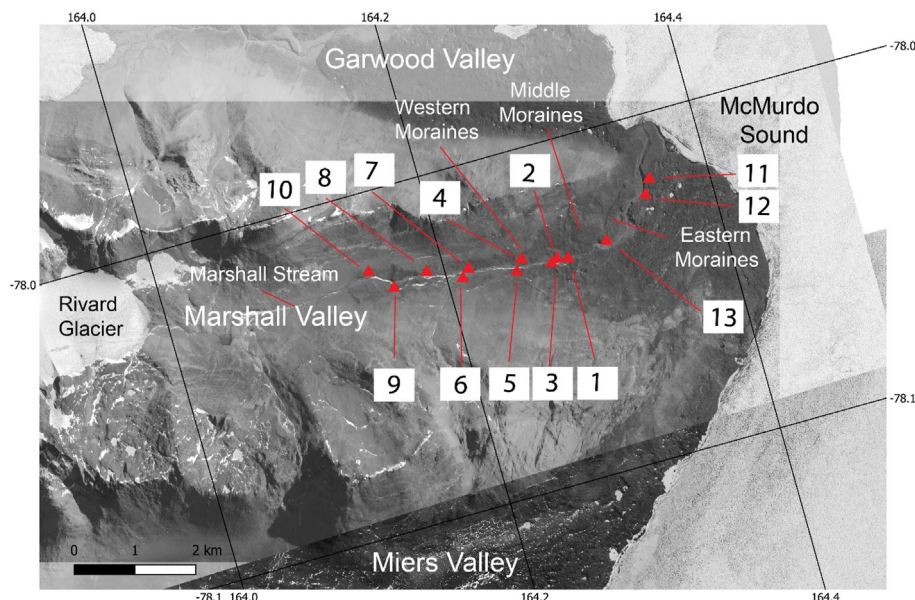 164.0
164.2
164.4
-78.0
Garwood Valley
Middle
Moraines
Western
Moraines
McMurdo
Sound
11
2
7
8
10
4
12
Eastern
Moraines
Marshall Stream
-78.0
Rivard
Glacier
Marshall Valley
13
9
6
5
3
1
-78.1
0 1 2 km
Miers Valley
-78.1 164.0
164.2
164.4